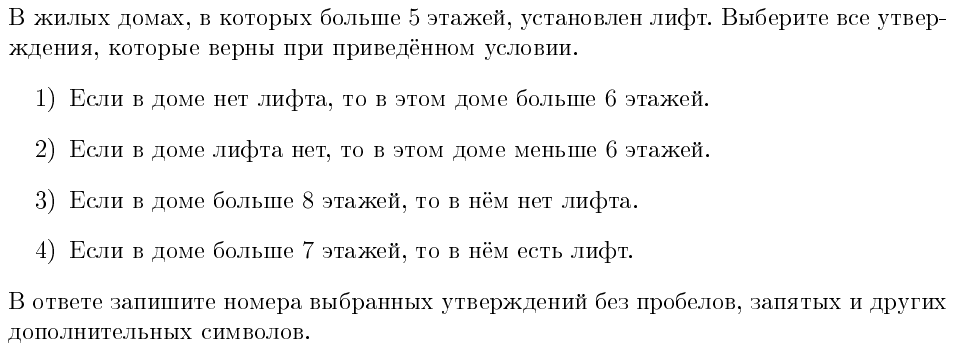 В жилых домах, в которых больше 5 этажей, установлен лифт. Выберите все утвер-
ждения, которые верны при приведённом условии.
1) Если в доме нет лифта, то в этом доме больше 6 этажей.
2) Если в доме лифта нет, то в этом доме меньше 6 этажей.
3) Если в доме больше 8 этажей, то в нём нет лифта.
4) Если в доме больше 7 этажей, то в нём есть лифт.
В ответе запишите номера выбранных утверждений без пробелов, запятых и других
дополнительных символов.